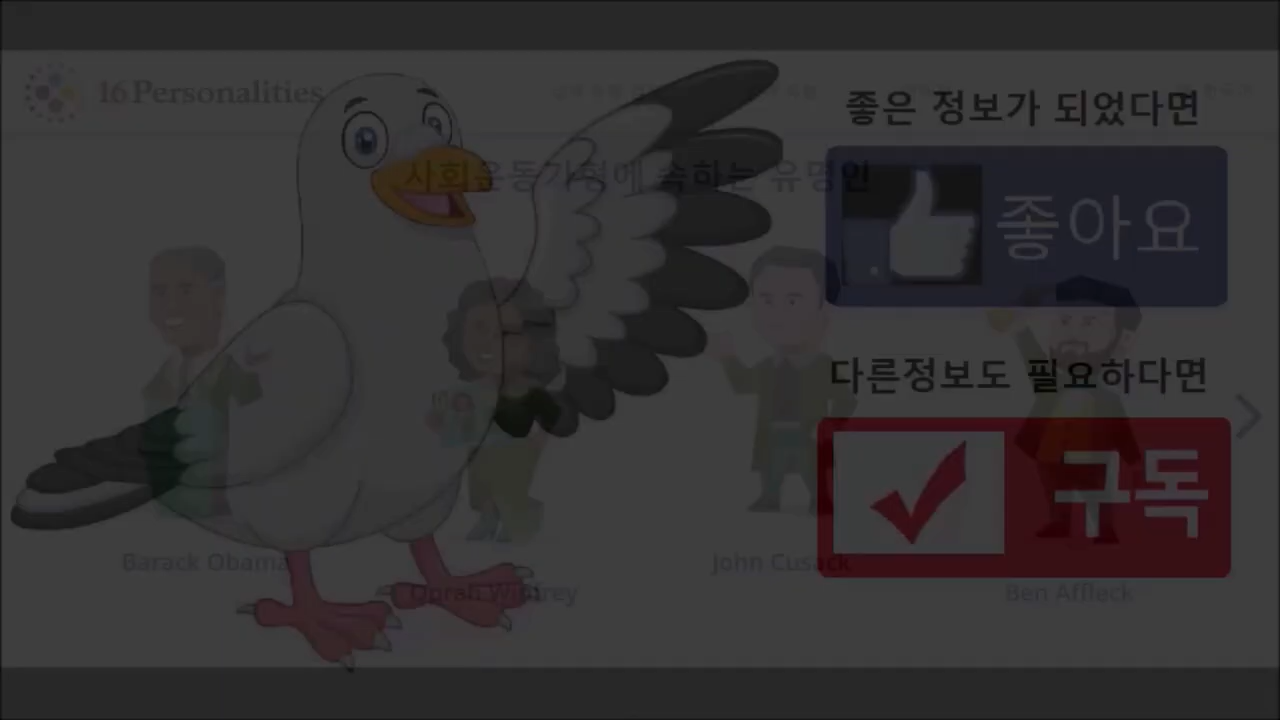 16 Personalities
좋은 정보가 되었다면
사회운동가형에 속하는 유명인
좋아요
다른정보도 필요하다면
구독
Barack Obama
Oprah Winfrey
John Cusack
Ben Affleck